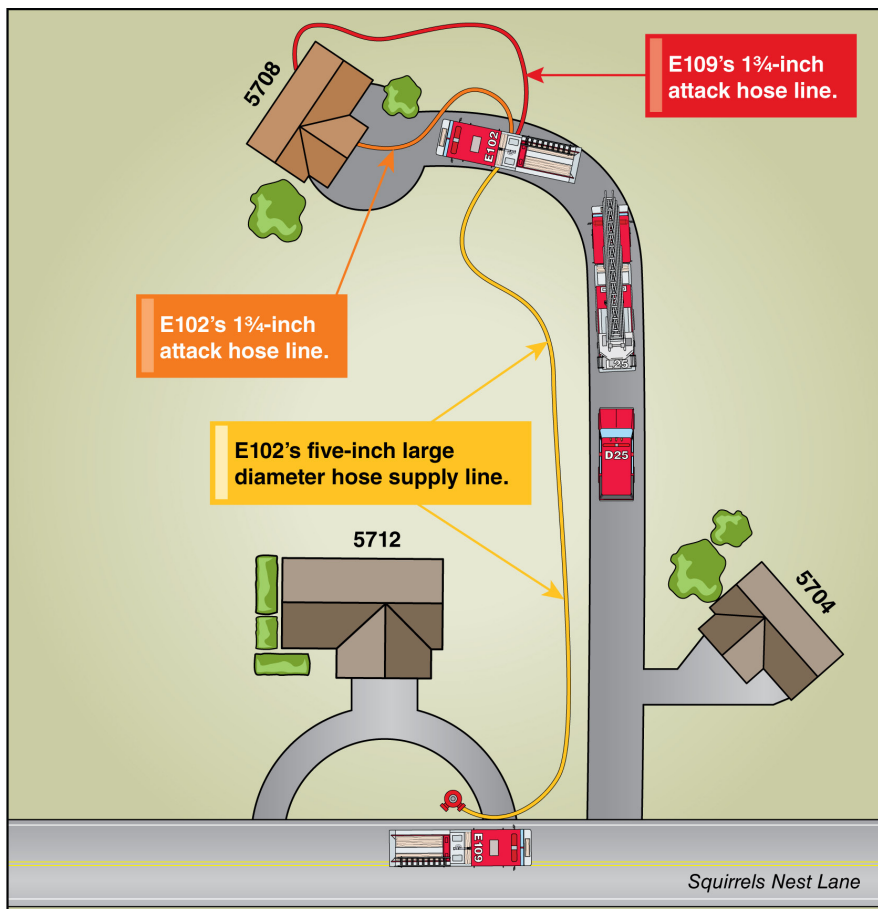 E109's 1¾-inch
attack hose line.
5708
E102
E102's 1¾-inch
attack hose line.
L25
E102's five-inch large
diameter hose supply line.
D25
5712
5704
E109
Squirrels Nest Lane